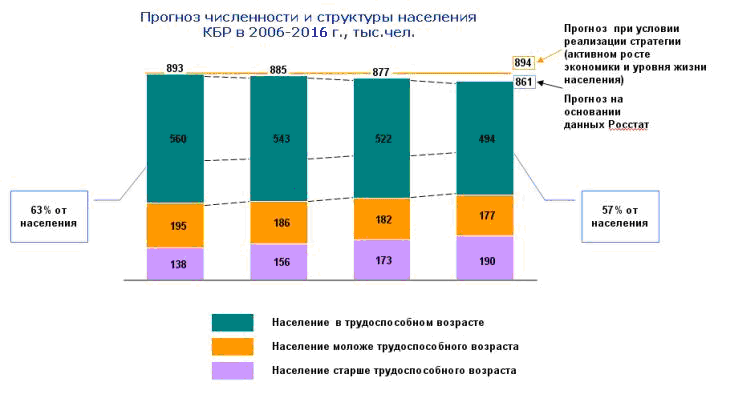 Прогноз численности и структуры населения
КБР в 2006-2016 г., тыс.чел.
Прогноз при условии
реализации стратегии
(активном росте
экономики и уровня жизни
населения)
894
893
885
877
861
Прогноз на
основании
данных Росстат
560
543
522
494
63% от
населения
57% от
населения
195
186
182
177
138
156
173
190
Население в трудоспособном возрасте
Население моложе трудоспособного возраста
Население старше трудоспособного возраста